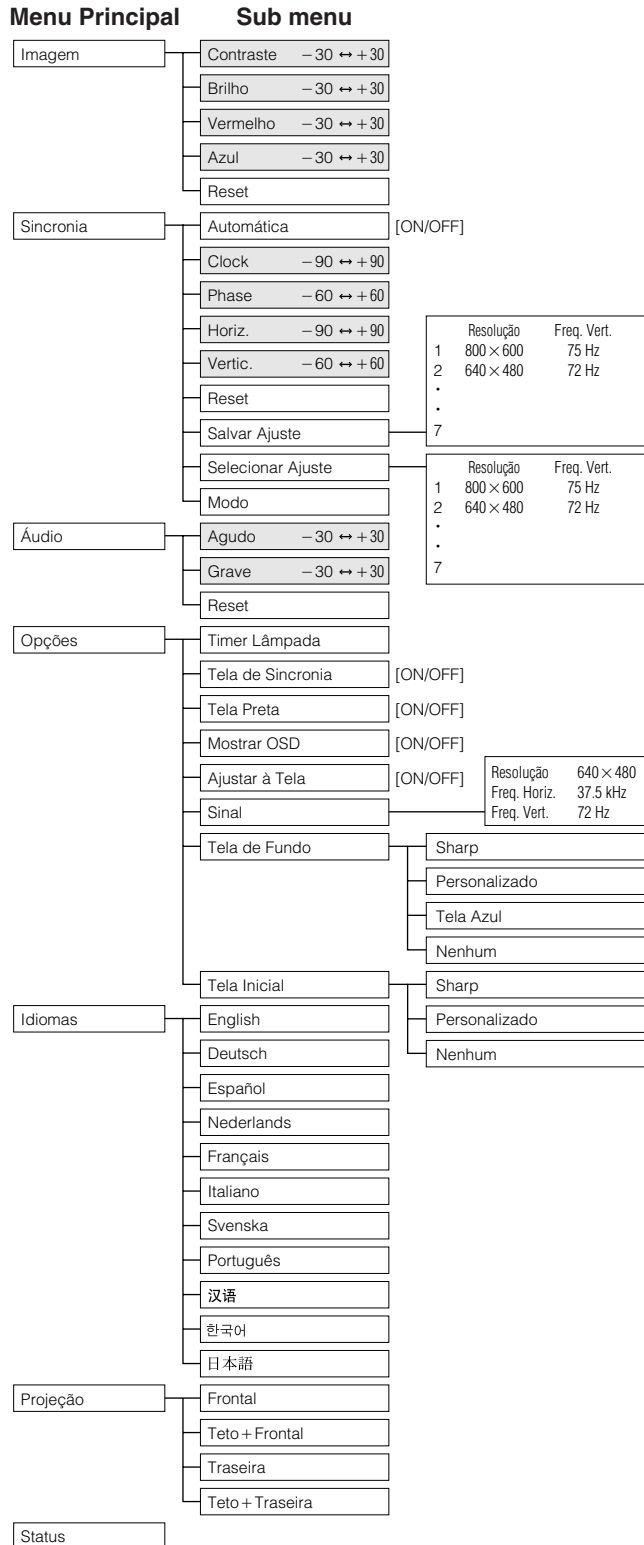 Menu Principal Sub menu
Imagem
Contraste −30 ↔ +30
Brilho −30 ↔ +30
Vermelho −30 ↔ +30
Azul −30 ↔ +30
Reset
Sincronia
Automática [ON/OFF]
Clock −90 ↔ +90
Phase −60 ↔ +60
Horiz. −90 ↔ +90
Vertic. −60 ↔ +60
Reset
Salvar Ajuste
Resolução Freq. Vert.
1 800×600 75 Hz
2 640×480 72 Hz
·
·
7
Selecionar Ajuste
Resolução Freq. Vert.
1 800×600 75 Hz
2 640×480 72 Hz
·
·
7
Modo
Áudio
Agudo −30 ↔ +30
Grave −30 ↔ +30
Reset
Opções
Timer Lâmpada
Tela de Sincronia [ON/OFF]
Tela Preta [ON/OFF]
Mostrar OSD [ON/OFF]
Ajustar à Tela [ON/OFF]
Sinal
Resolução 640×480
Freq. Horiz. 37.5 kHz
Freq. Vert. 72 Hz
Tela de Fundo
Sharp
Personalizado
Tela Azul
Nenhum
Tela Inicial
Sharp
Personalizado
Nenhum
Idiomas
English
Deutsch
Español
Nederlands
Français
Italiano
Svenska
Português
汉语
한국어
日本語
Projeção
Frontal
Teto+Frontal
Traseira
Teto+Traseira
Status